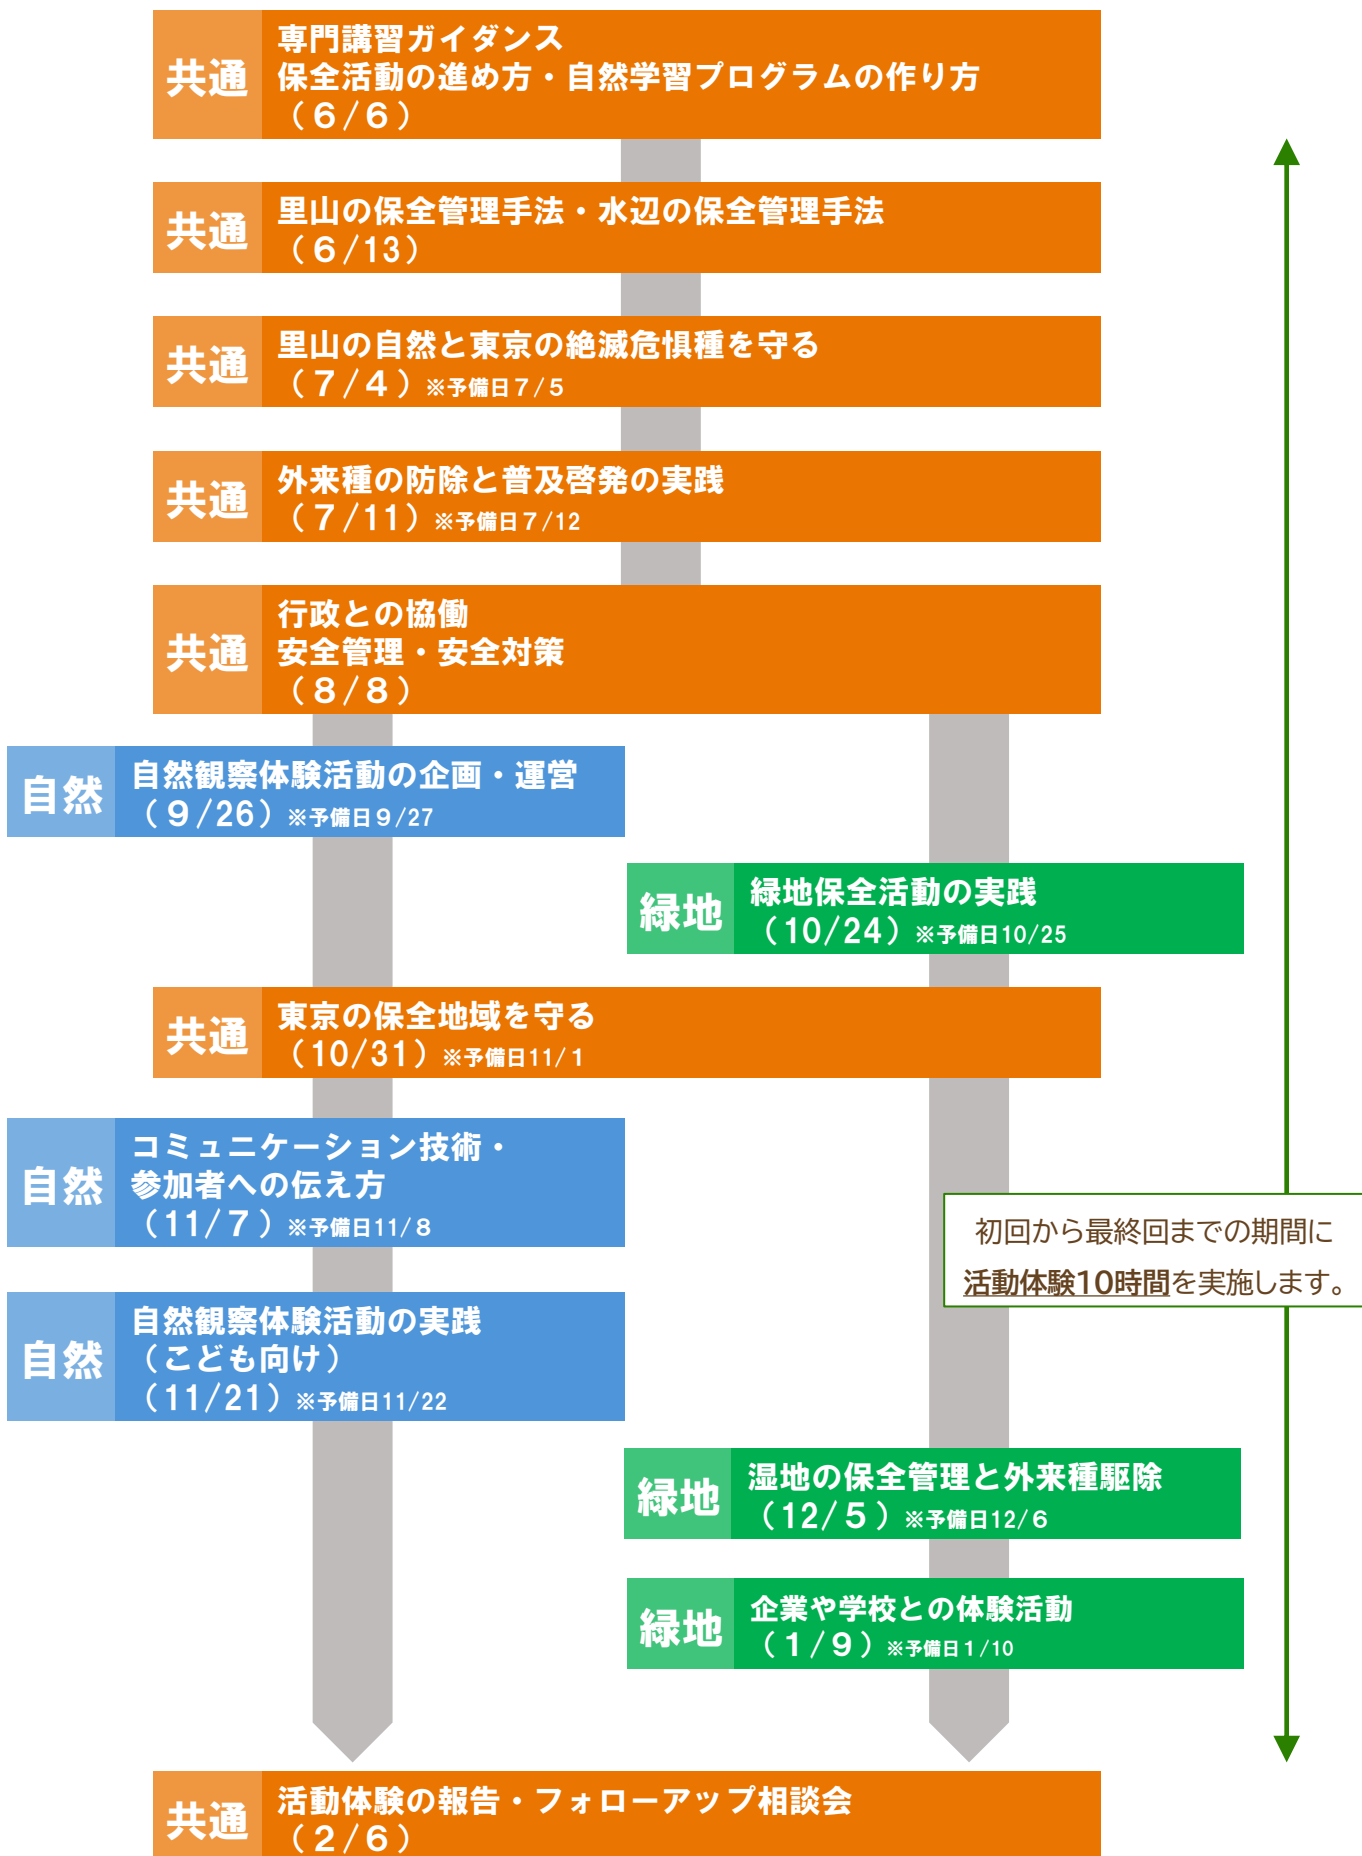 共通
専門講習ガイダンス
保全活動の進め方・自然学習プログラムの作り方
（６/６）
共通
里山の保全管理手法・水辺の保全管理手法
（６/13）
共通
里山の自然と東京の絶滅危惧種を守る
（７/４）※予備日７/５
共通
外来種の防除と普及啓発の実践
（７/11）※予備日７/12
共通
行政との協働
安全管理・安全対策
（８/８）
自然
自然観察体験活動の企画・運営
（９/26）※予備日９/27
緑地
緑地保全活動の実践
（10/24）※予備日10/25
共通
東京の保全地域を守る
（10/31）※予備日11/１
自然
コミュニケーション技術・
参加者への伝え方
（11/７）※予備日11/８
初回から最終回までの期間に
活動体験10時間を実施します。
自然
自然観察体験活動の実践
（こども向け）
（11/21）※予備日11/22
緑地
湿地の保全管理と外来種駆除
（12/５）※予備日12/６
緑地
企業や学校との体験活動
（１/９）※予備日１/10
共通
活動体験の報告・フォローアップ相談会
（２/６）